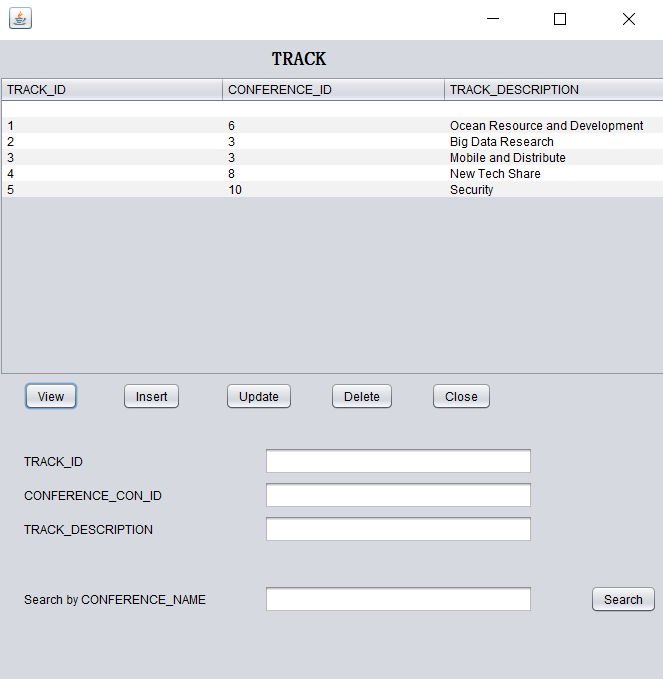 TRACK
TRACK_ID CONFERENCE_ID TRACK_DESCRIPTION
1 6 Ocean Resource and Development
2 3 Big Data Research
3 3 Mobile and Distribute
4 8 New Tech Share
5 10 Security
View Insert Update Delete Close
TRACK_ID
CONFERENCE_CON_ID
TRACK_DESCRIPTION
Search by CONFERENCE_NAME Search